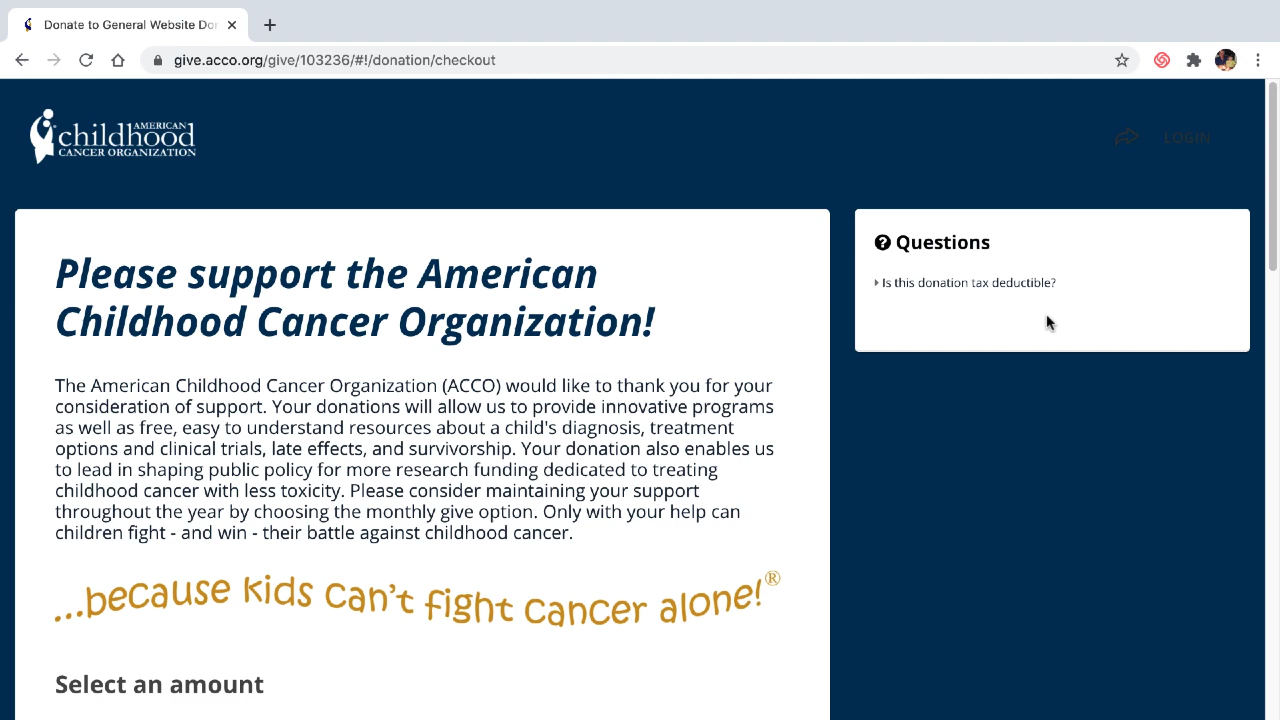 Donate to General Website Don
give.acco.org/give/103236/#!/donation/checkout
AMERICAN
childhood
CANCER ORGANIZATION
LOGIN
Please support the American
Childhood Cancer Organization!
The American Childhood Cancer Organization (ACCO) would like to thank you for your
consideration of support. Your donations will allow us to provide innovative programs
as well as free, easy to understand resources about a child's diagnosis, treatment
options and clinical trials, late effects, and survivorship. Your donation also enables us
to lead in shaping public policy for more research funding dedicated to treating
childhood cancer with less toxicity. Please consider maintaining your support
throughout the year by choosing the monthly give option. Only with your help can
children fight - and win - their battle against childhood cancer.
...because kids can't fight cancer alone!®
Select an amount
Questions
Is this donation tax deductible?